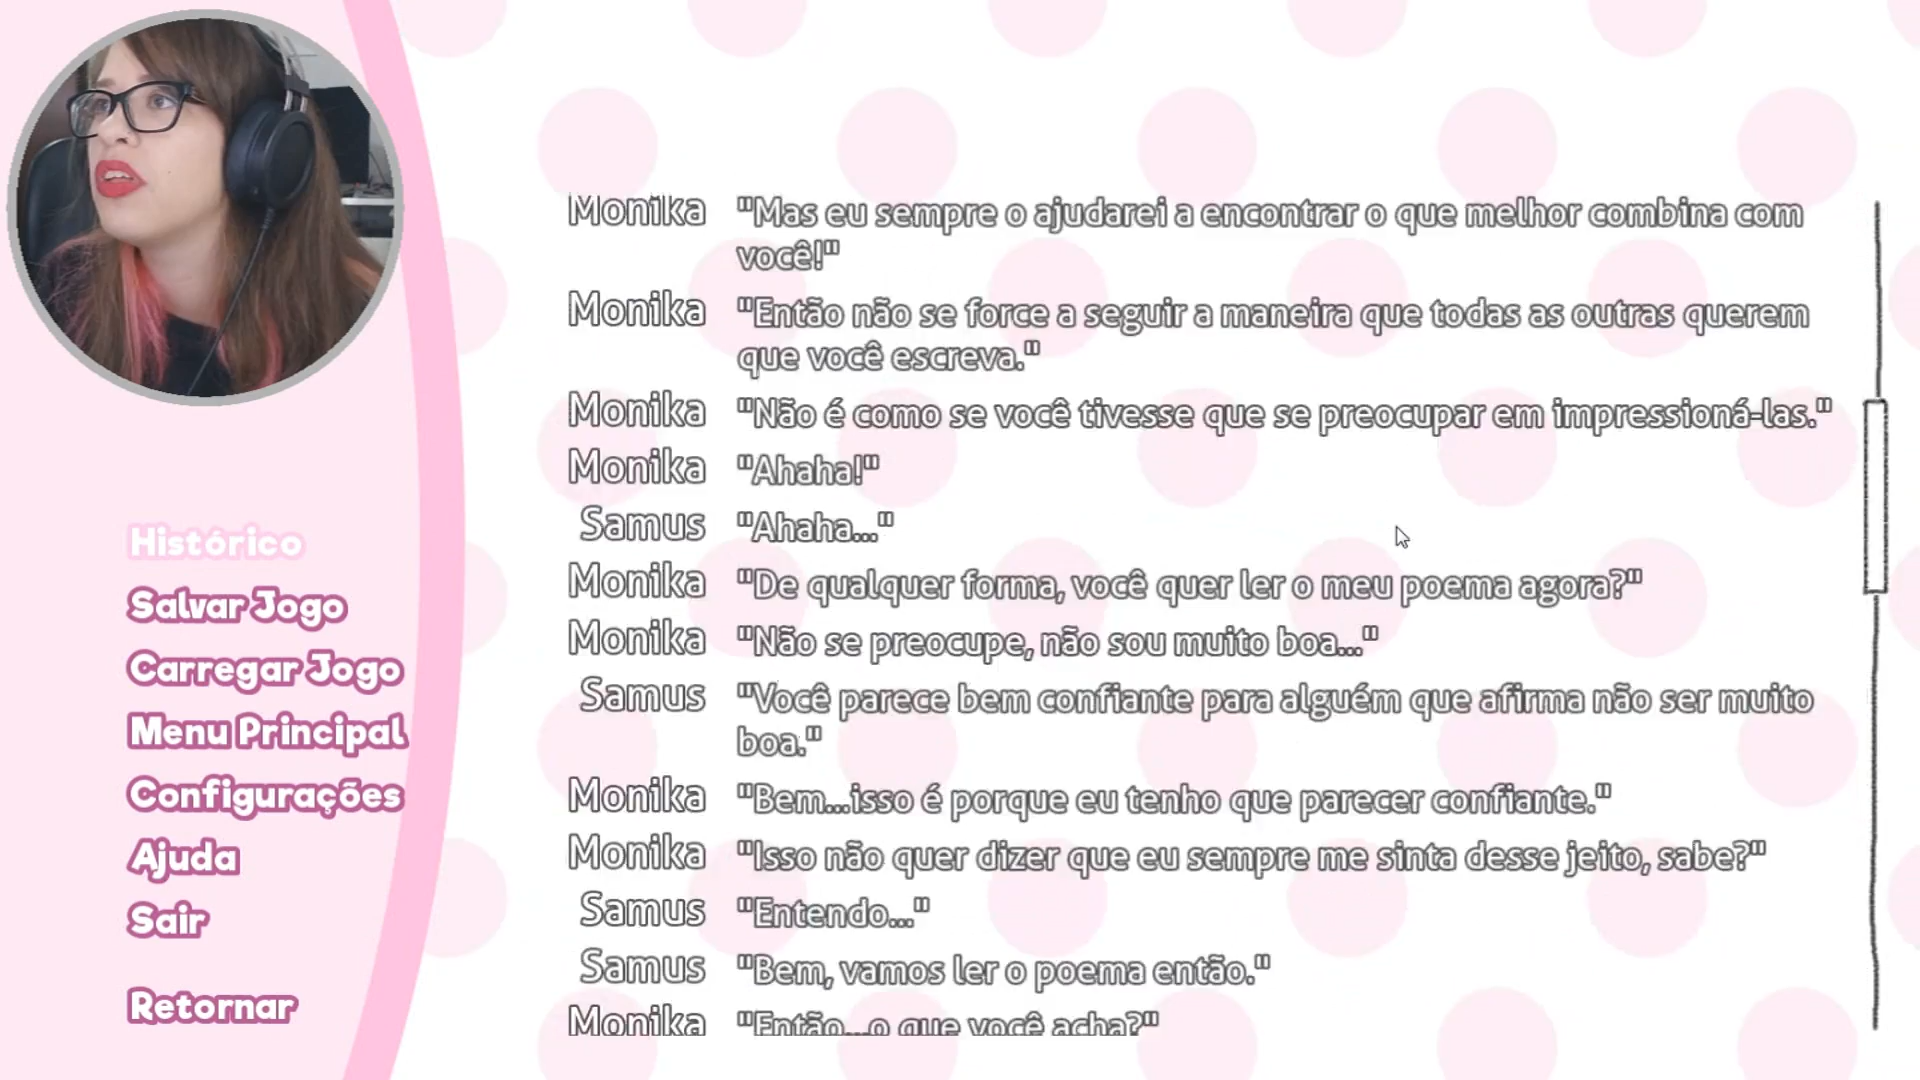 Histórico
Salvar Jogo
Carregar Jogo
Menu Principal
Configurações
Ajuda
Sair
Retornar
Monika "Mas eu sempre o ajudarei a encontrar o que melhor combina com
você!"
Monika "Então não se force a seguir a maneira que todas as outras querem
que você escreva."
Monika "Não é como se você tivesse que se preocupar em impressioná-las."
Monika "Ahaha!"
Samus "Ahaha..."
Monika "De qualquer forma, você quer ler o meu poema agora?"
Monika "Não se preocupe, não sou muito boa..."
Samus "Você parece bem confiante para alguém que afirma não ser muito
boa."
Monika "Bem...isso é porque eu tenho que parecer confiante."
Monika "Isso não quer dizer que eu sempre me sinta desse jeito, sabe?"
Samus "Entendo..."
Samus "Bem, vamos ler o poema então."
Monika "Então...o que você acha?"